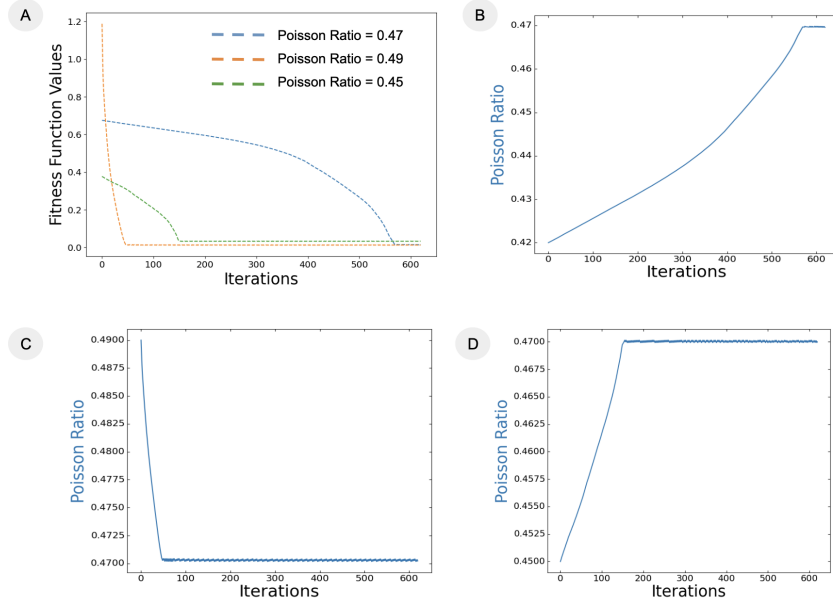 A
Fitness Function Values
1.2
1.0
0.8
0.6
0.4
0.2
0.0
Poisson Ratio = 0.47
Poisson Ratio = 0.49
Poisson Ratio = 0.45
0 100 200 300 400 500 600
Iterations
B
Poisson Ratio
0.47
0.46
0.45
0.44
0.43
0.42
0 100 200 300 400 500 600
Iterations
C
Poisson Ratio
0.4900
0.4875
0.4850
0.4825
0.4800
0.4775
0.4750
0.4725
0.4700
0 100 200 300 400 500 600
Iterations
D
Poisson Ratio
0.4700
0.4675
0.4650
0.4625
0.4600
0.4575
0.4550
0.4525
0.4500
0 100 200 300 400 500 600
Iterations